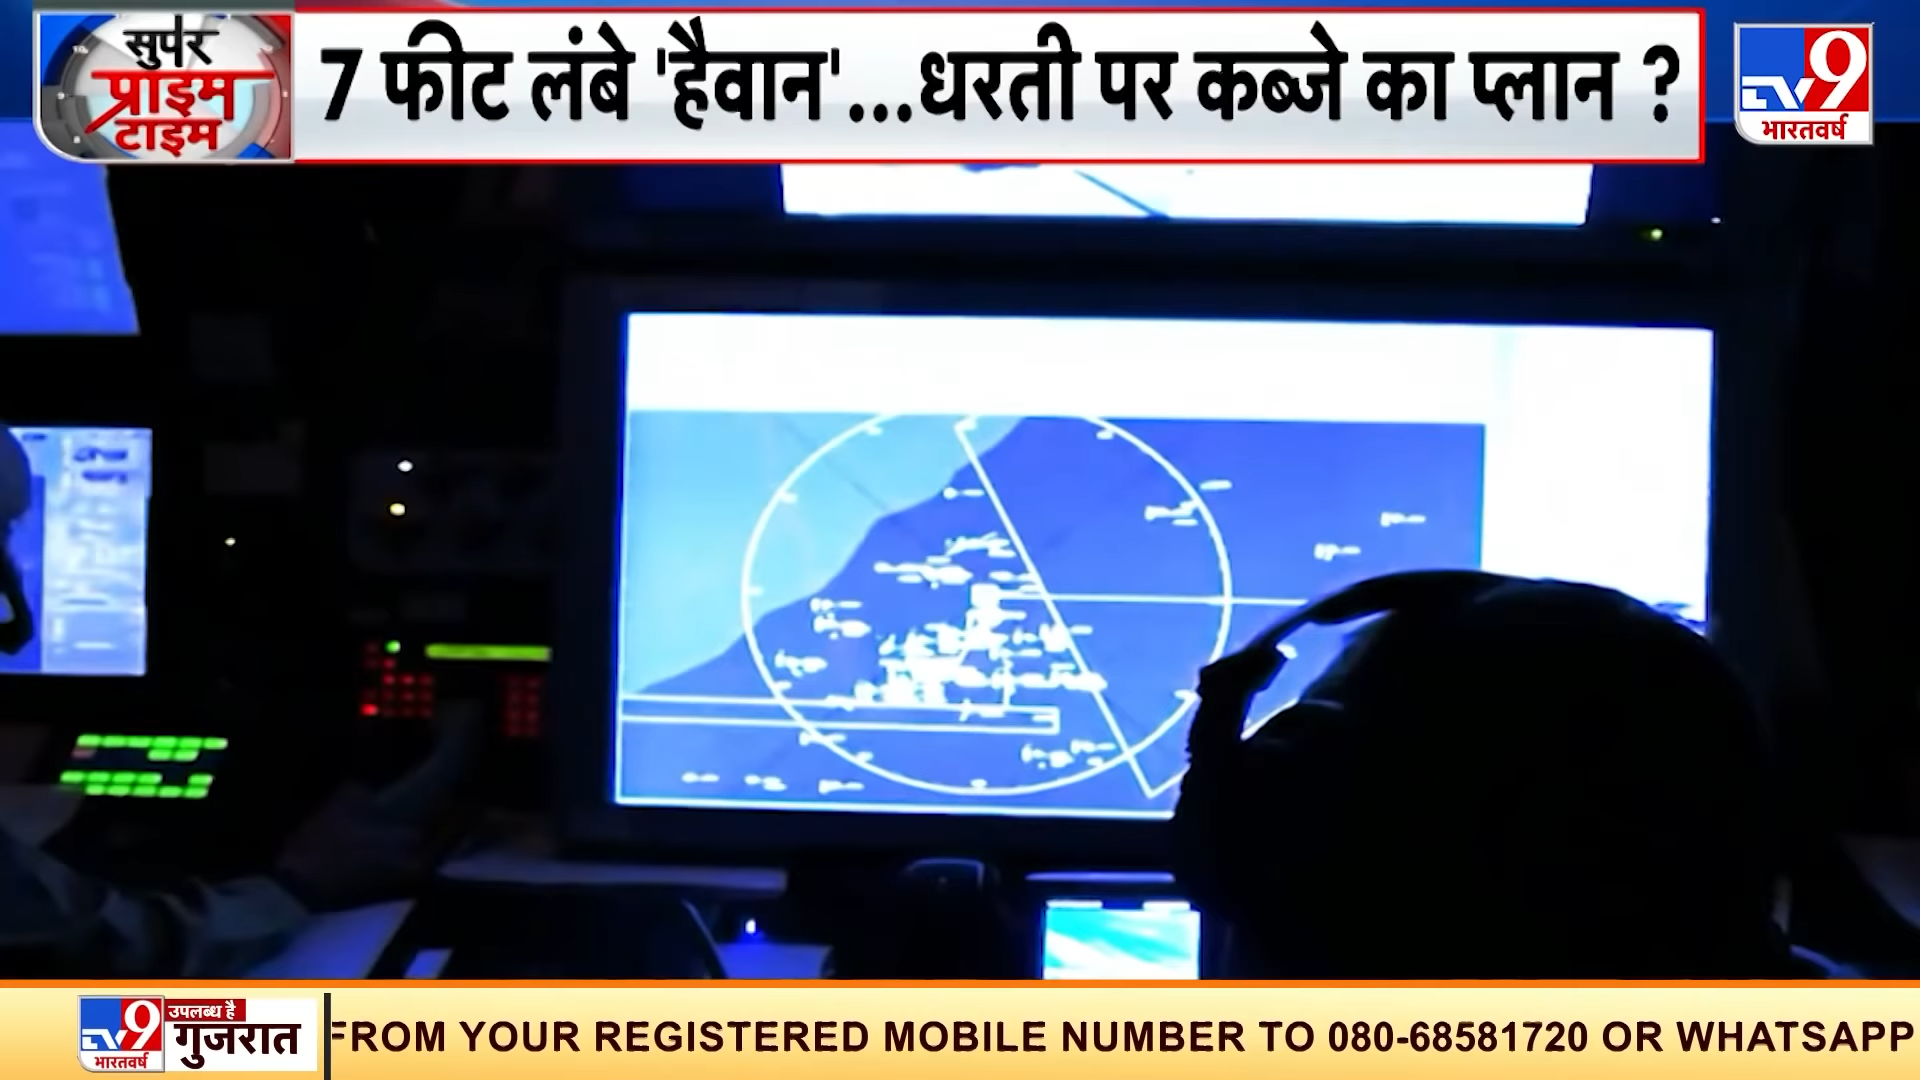 सुपर
प्राइम
टाइम
7 फीट लंबे 'हैवान'...धरती पर कब्जे का प्लान ?
TV9
भारतवर्ष
TV9
भारतवर्ष
उपलब्ध है
गुजरात
FROM YOUR REGISTERED MOBILE NUMBER TO 080-68581720 OR WHATSAPP